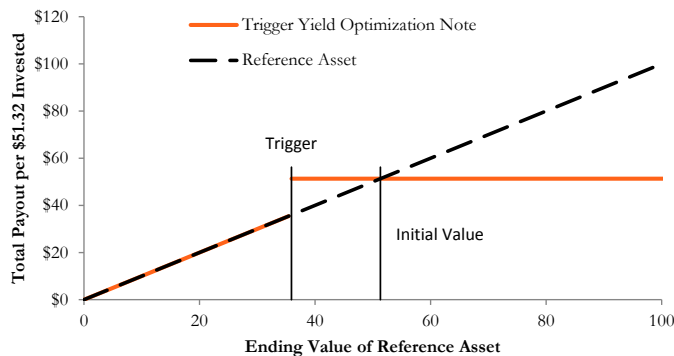 $120
$100
$80
$60
$40
$20
$0
Total Payout per $51.32 Invested
Trigger Yield Optimization Note
Reference Asset
Trigger
Initial Value
0 20 40 60 80 100
Ending Value of Reference Asset